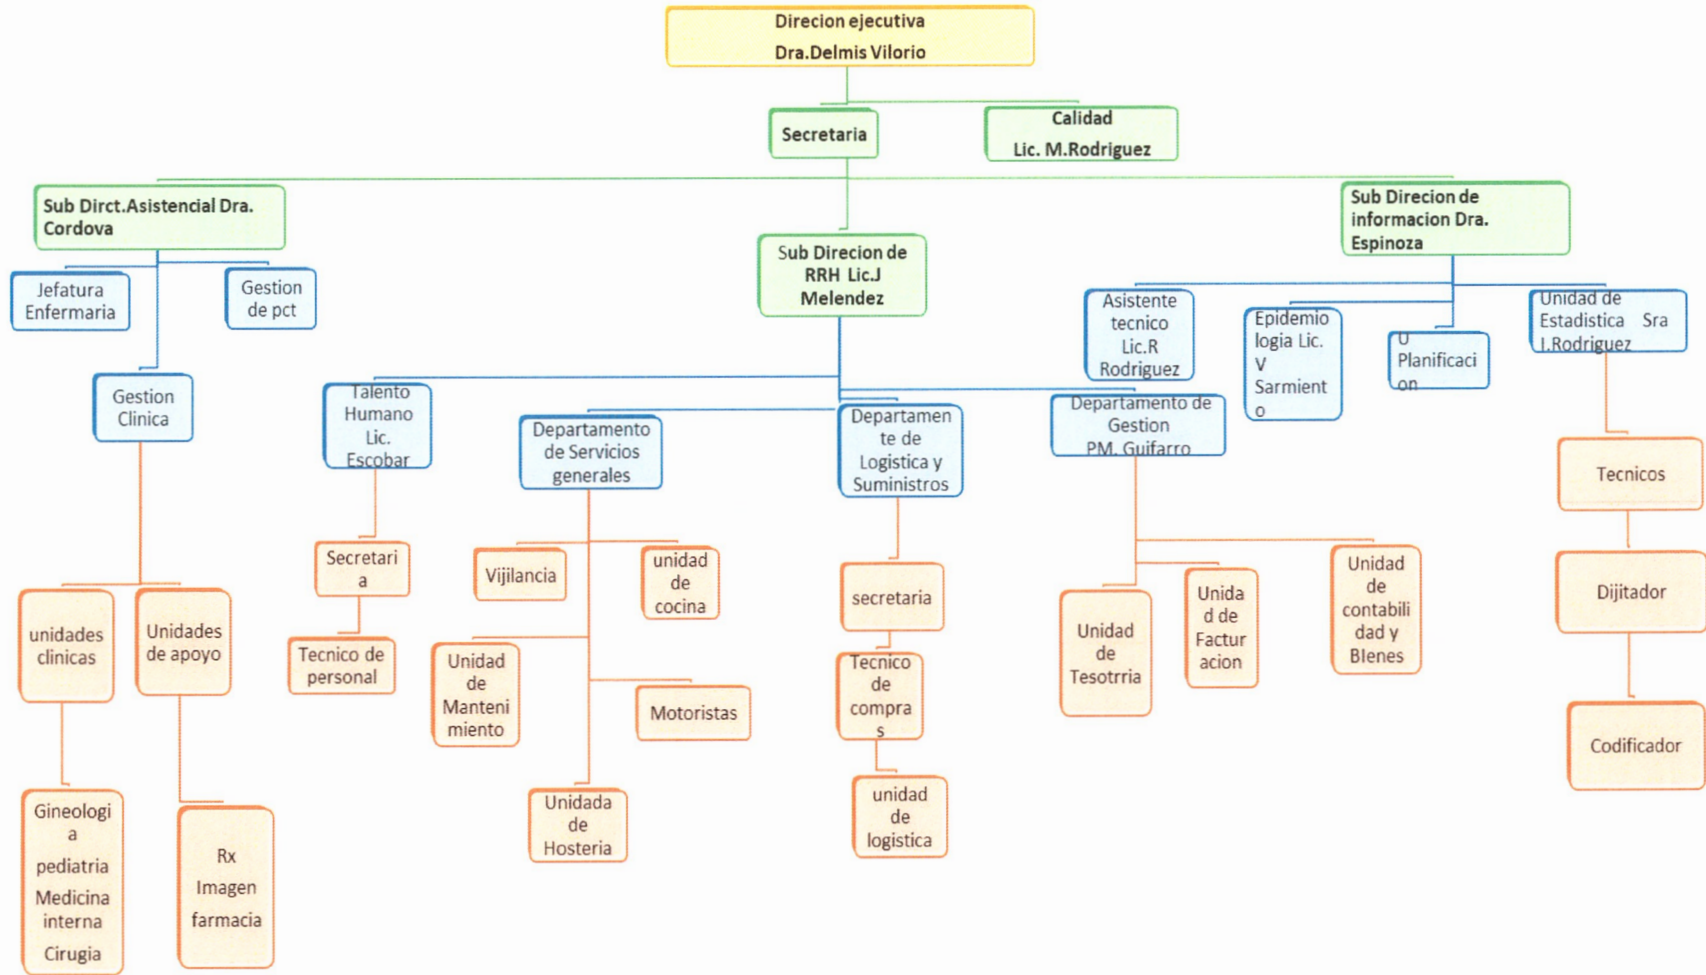 Direcion ejecutiva
Dra.Delmis Vilorio
Secretaria
Calidad
Lic. M.Rodriguez
Sub Dirct.Asistencial Dra.
Cordova
Sub Direcion de
RRH Lic.J
Melendez
Sub Direcion de
informacion Dra.
Espinoza
Jefatura
Enfermaria
Gestion
de pct
Gestion
Clinica
Asistente
tecnico
Lic.R
Rodriguez
Epidemio
logia Lic.
V
Sarmient
o
U
Planificaci
on
Unidad de
Estadistica Sra
I.Rodriguez
Talento
Humano
Lic.
Escobar
Departamento
de Servicios
generales
Departamen
te de
Logistica y
Suministros
Departamento de
Gestion
PM. Guifarro
Tecnicos
Dijitador
Codificador
Secretari
a
Tecnico de
personal
Vijilancia
unidad
de
cocina
Unidad
de
Manteni
miento
Motoristas
Unidada
de
Hosteria
secretaria
Tecnico
de
compra
s
unidad
de
logistica
Unidad
de
Tesotrria
Unida
d de
Factur
acion
Unidad
de
contabili
dad y
BIenes
unidades
clinicas
Unidades
de apoyo
Gineologi
a
pediatria
Medicina
interna
Cirugia
Rx
Imagen
farmacia